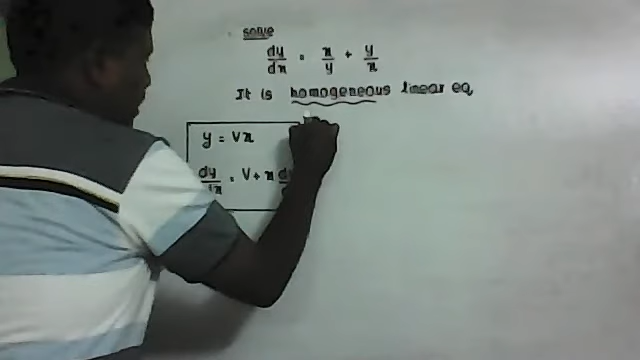 solve
dy/dx = x/y + y/x
It is homogeneous linear eq,
y = vx
dy/dx = v + x